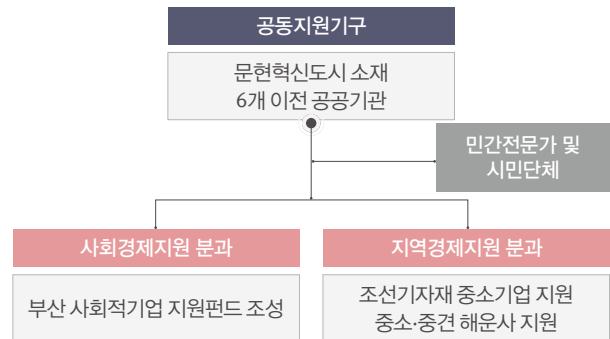 공동지원기구
문현혁신도시 소재
6개 이전 공공기관
민간전문가 및
시민단체
사회경제지원 분과
부산 사회적기업 지원펀드 조성
지역경제지원 분과
조선기자재 중소기업 지원
중소·중견 해운사 지원